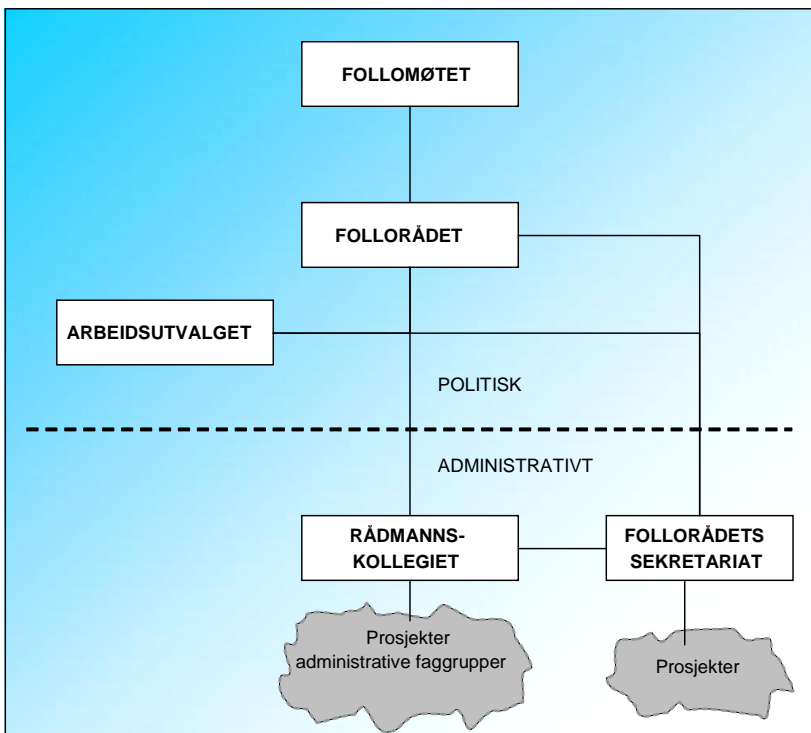 FOLLOMØTET
FOLLORÅDET
ARBEIDSUTVALGET
POLITISK
ADMINISTRATIVT
RÅDMANNS-
KOLLEGIET
FOLLORÅDETS
SEKRETARIAT
Prosjekter
administrative faggrupper
Prosjekter